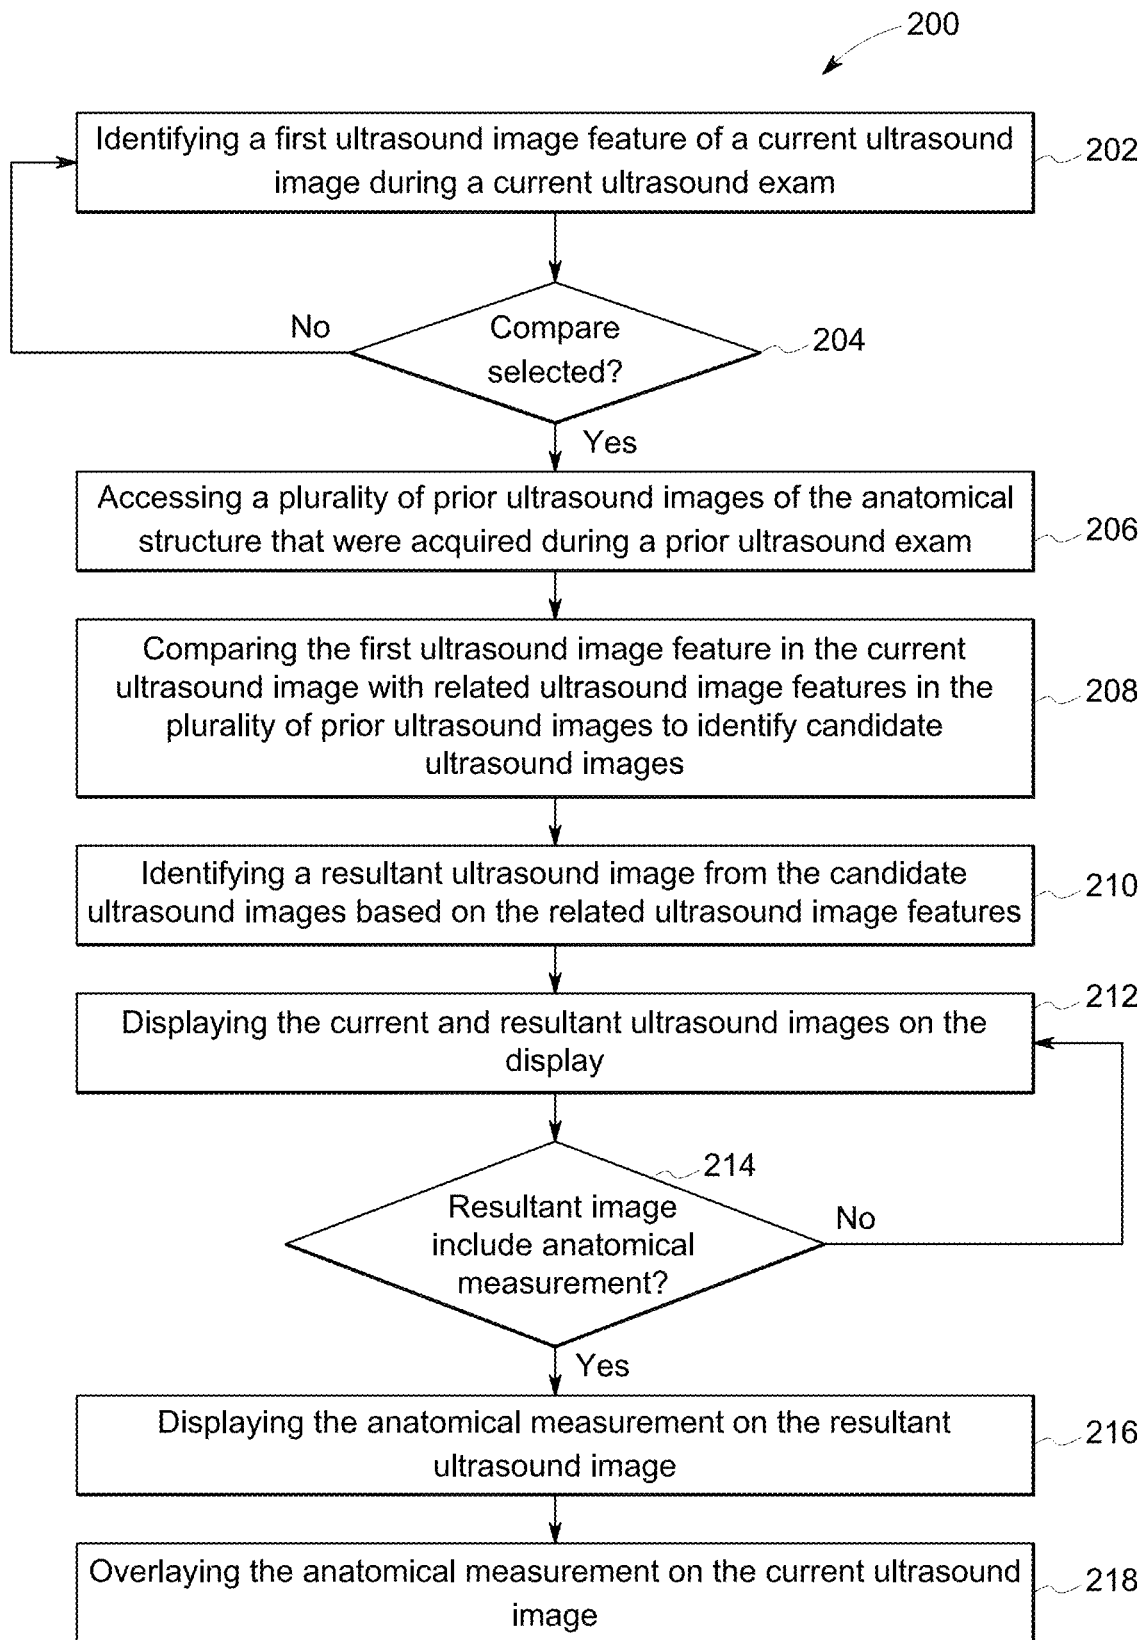 200
Identifying a first ultrasound image feature of a current ultrasound
image during a current ultrasound exam
202
No
Compare
selected?
204
Yes
Accessing a plurality of prior ultrasound images of the anatomical
structure that were acquired during a prior ultrasound exam
206
Comparing the first ultrasound image feature in the current
ultrasound image with related ultrasound image features in the
plurality of prior ultrasound images to identify candidate
ultrasound images
208
Identifying a resultant ultrasound image from the candidate
ultrasound images based on the related ultrasound image features
210
Displaying the current and resultant ultrasound images on the
display
212
214
Resultant image
include anatomical
measurement?
No
Yes
Displaying the anatomical measurement on the resultant
ultrasound image
216
Overlaying the anatomical measurement on the current ultrasound
image
218